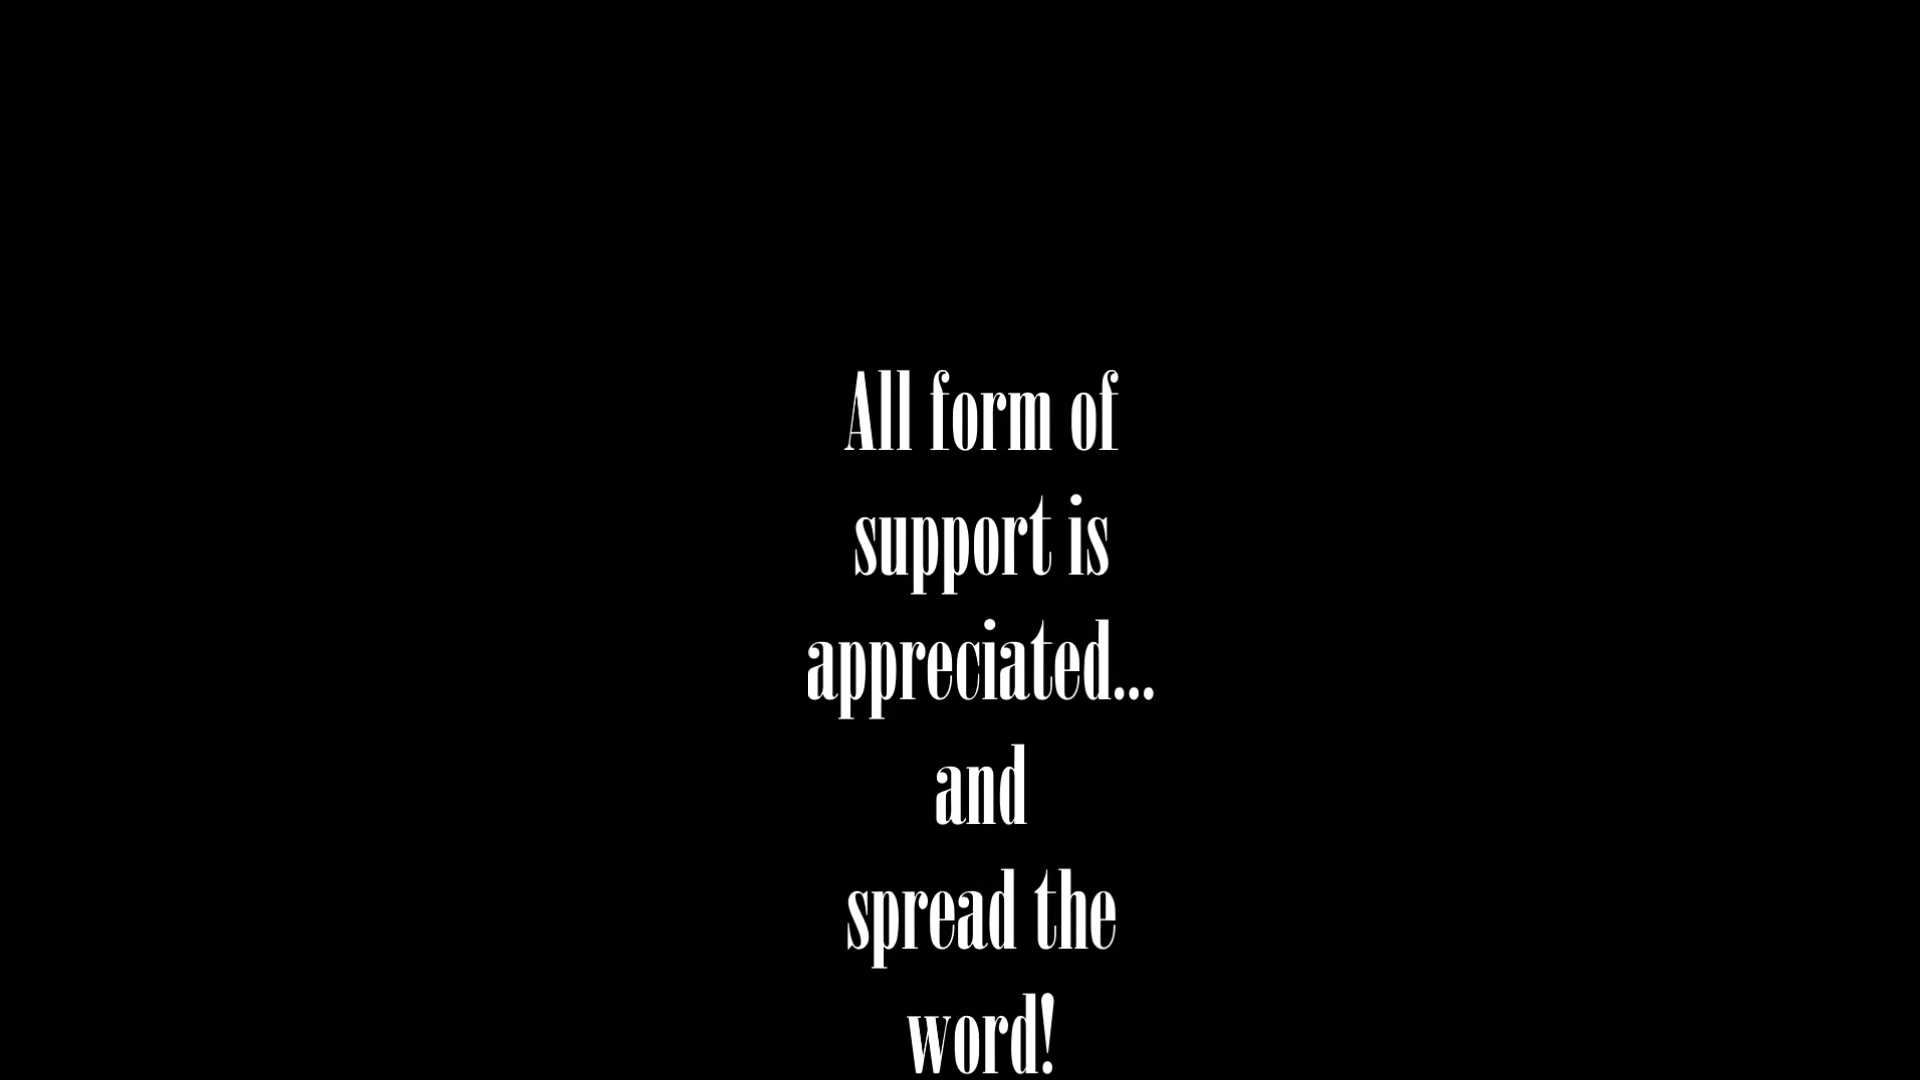 All form of
support is
appreciated...
and
spread the
word!